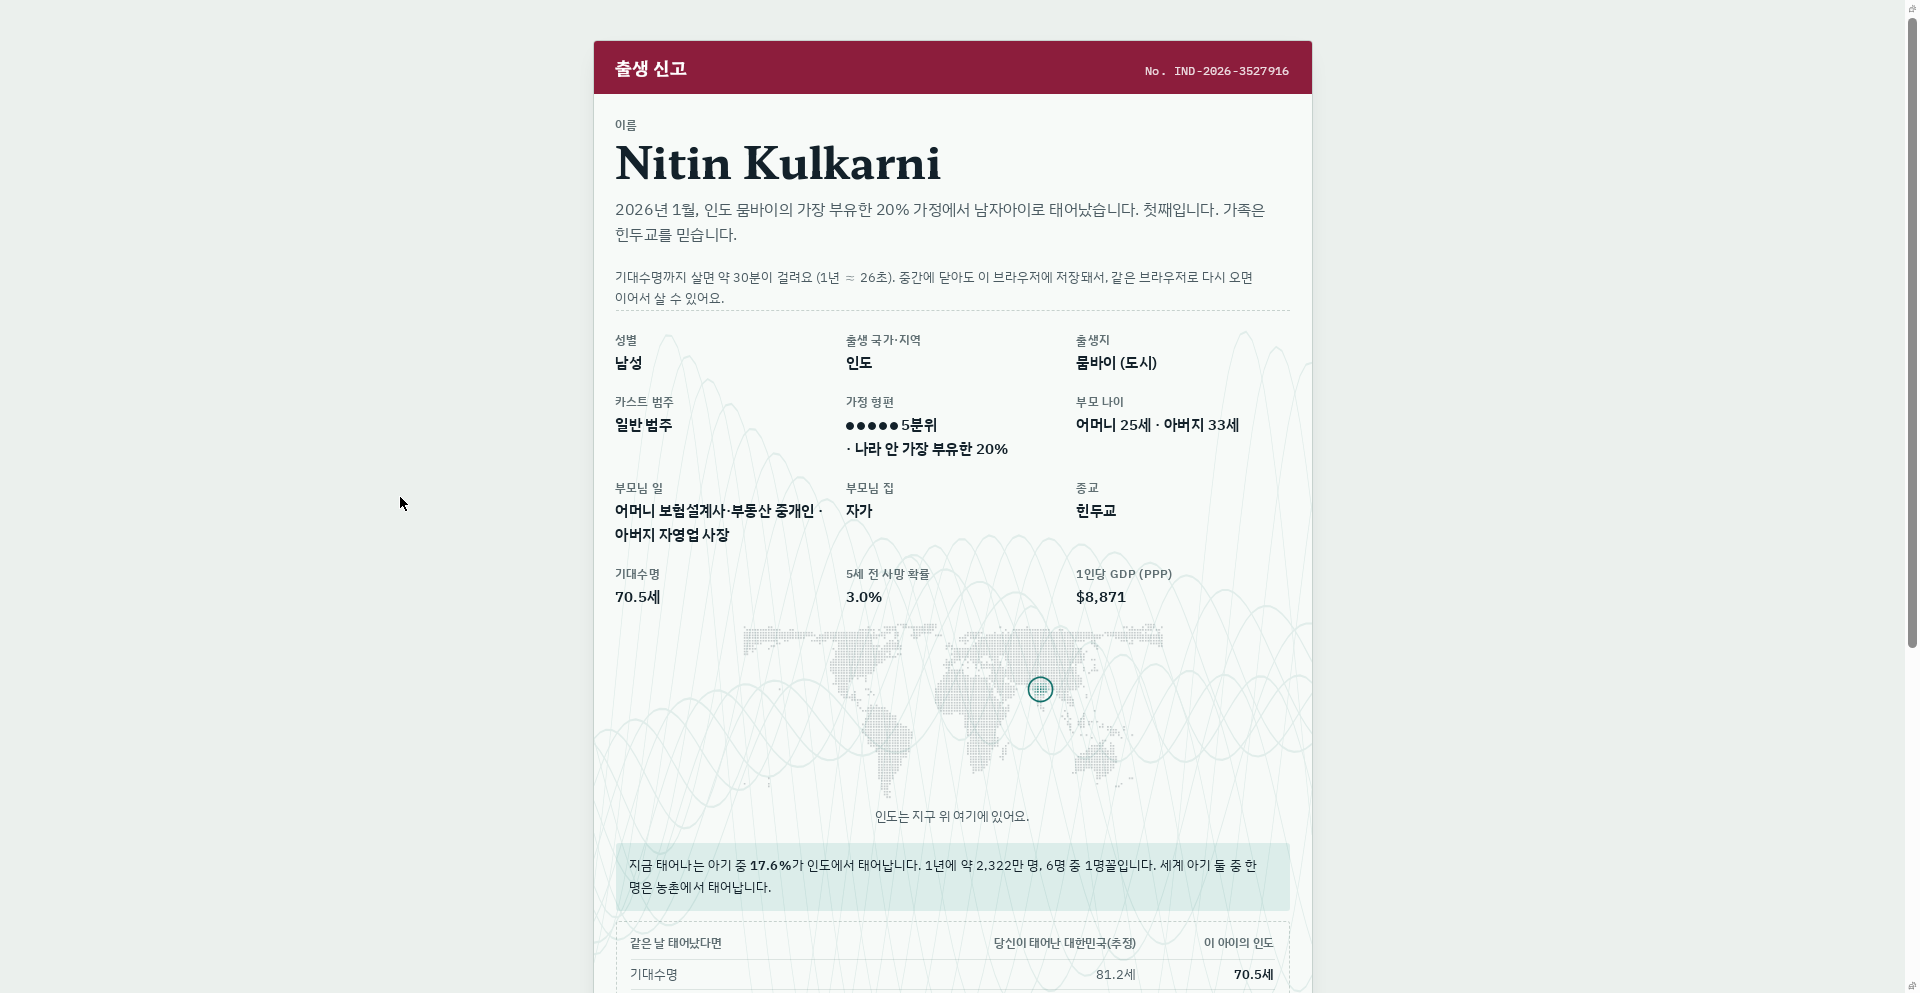 출생 신고
No. IND-2026-3527916
이름
Nitin Kulkarni
2026년 1월, 인도 뭄바이의 가장 부유한 20% 가정에서 남자아이로 태어났습니다. 첫째입니다. 가족은
힌두교를 믿습니다.
기대수명까지 살면 약 30분이 걸려요 (1년 ≈ 26초). 중간에 닫아도 이 브라우저에 저장돼서, 같은 브라우저로 다시 오면
이어서 살 수 있어요.
성별
남성
출생 국가·지역
인도
출생지
뭄바이 (도시)
카스트 범주
일반 범주
가정 형편
●●●●● 5분위
· 나라 안 가장 부유한 20%
부모 나이
어머니 25세 · 아버지 33세
부모님 일
어머니 보험설계사·부동산 중개인 ·
아버지 자영업 사장
부모님 집
자가
종교
힌두교
기대수명
70.5세
5세 전 사망 확률
3.0%
1인당 GDP (PPP)
$8,871
인도는 지구 위 여기에 있어요.
지금 태어나는 아기 중 17.6%가 인도에서 태어납니다. 1년에 약 2,322만 명, 6명 중 1명꼴입니다. 세계 아기 둘 중 한
명은 농촌에서 태어납니다.
같은 날 태어났다면 당신이 태어난 대한민국(추정) 이 아이의 인도
기대수명 81.2세 70.5세